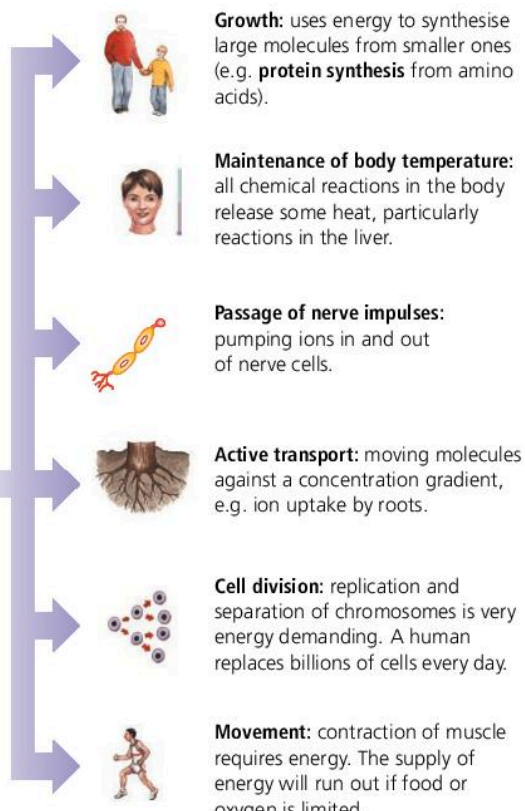 Growth: uses energy to synthesise
large molecules from smaller ones
(e.g. protein synthesis from amino
acids).
Maintenance of body temperature:
all chemical reactions in the body
release some heat, particularly
reactions in the liver.
Passage of nerve impulses:
pumping ions in and out
of nerve cells.
Active transport: moving molecules
against a concentration gradient,
e.g. ion uptake by roots.
Cell division: replication and
separation of chromosomes is very
energy demanding. A human
replaces billions of cells every day.
Movement: contraction of muscle
requires energy. The supply of
energy will run out if food or
oxygen is limited